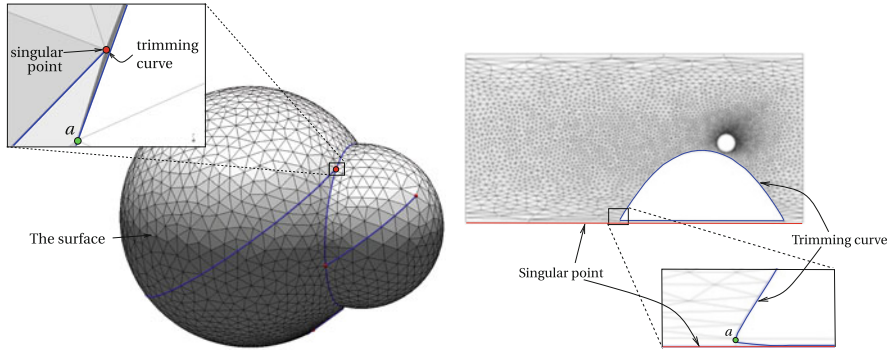 singular
point
trimming
curve
a
The surface
Trimming curve
Singular point
a